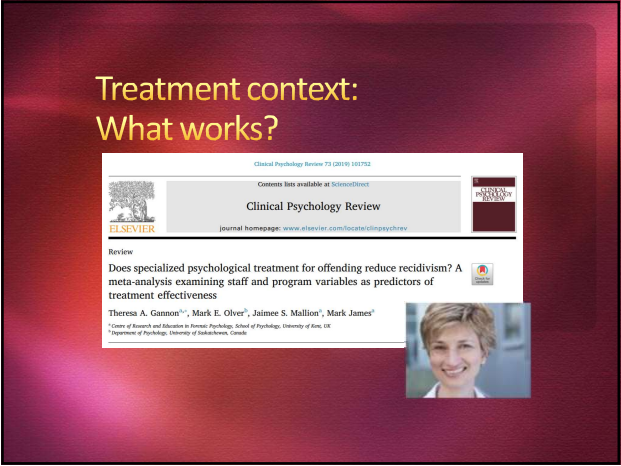 Treatment context:
What works?
Clinical Psychology Review 73 (2019) 101752
Contents lists available at ScienceDirect
Clinical Psychology Review
journal homepage: www.elsevier.com/locate/clinpsychrev
ELSEVIER
CLINICAL
PSYCHOLOGY
REVIEW
Review
Does specialized psychological treatment for offending reduce recidivism? A
meta-analysis examining staff and program variables as predictors of
treatment effectiveness
Check for
updates
Theresa A. Gannon a,*, Mark E. Olver b, Jaimee S. Mallion a, Mark James a
a Centre of Research and Education in Forensic Psychology, School of Psychology, University of Kent, UK
b Department of Psychology, University of Saskatchewan, Canada